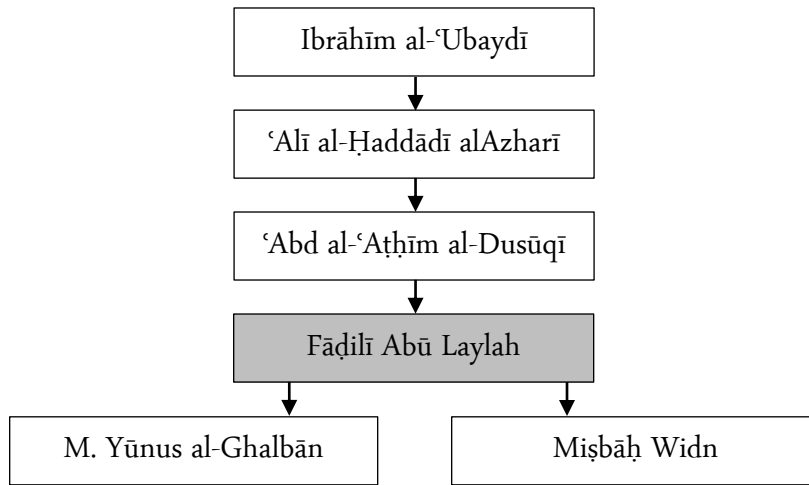 Ibrāhīm al-ʿUbaydī
ʿAlī al-Ḥaddādī alAzharī
ʿAbd al-ʿAṭḥīm al-Dusūqī
Fāḍilī Abū Laylah
M. Yūnus al-Ghalbān
Miṣbāḥ Widn